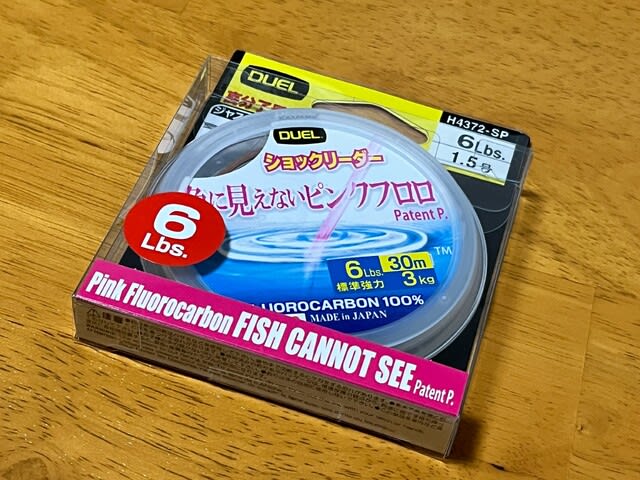 DUEL
H4372-SP
6Lbs.
1.5号
DUEL
ショックリーダー
に見えないピンクフロロ
Patent P.
6
Lbs.
TM
6Lbs. 30m
標準強力 3kg
FLUOROCARBON 100%
MADE in JAPAN
Pink Fluorocarbon FISH CANNOT SEE Patent P.